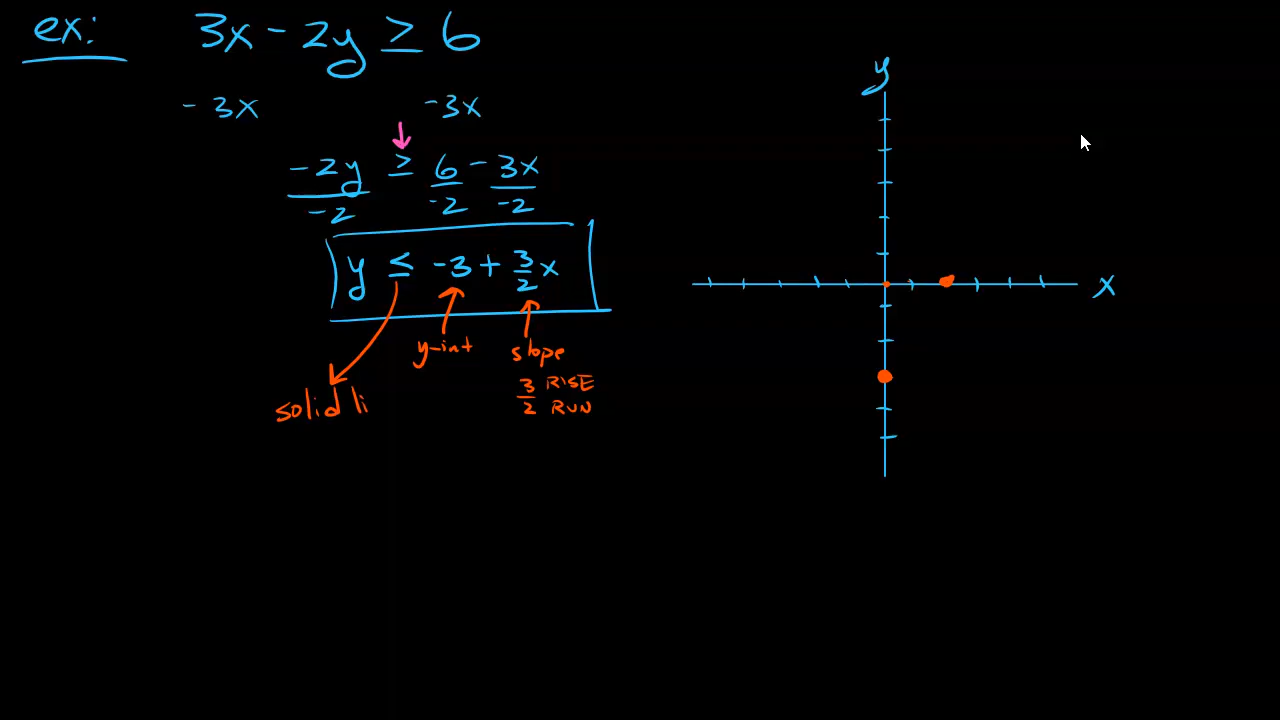 ex: 3x - 2y ≥ 6
- 3x -3x
-2y ≥ 6 - 3x
-2 -2 -2
y ≤ -3 + 3/2 x
y-int
slope
3/2 RISE RUN
solid li
y
x